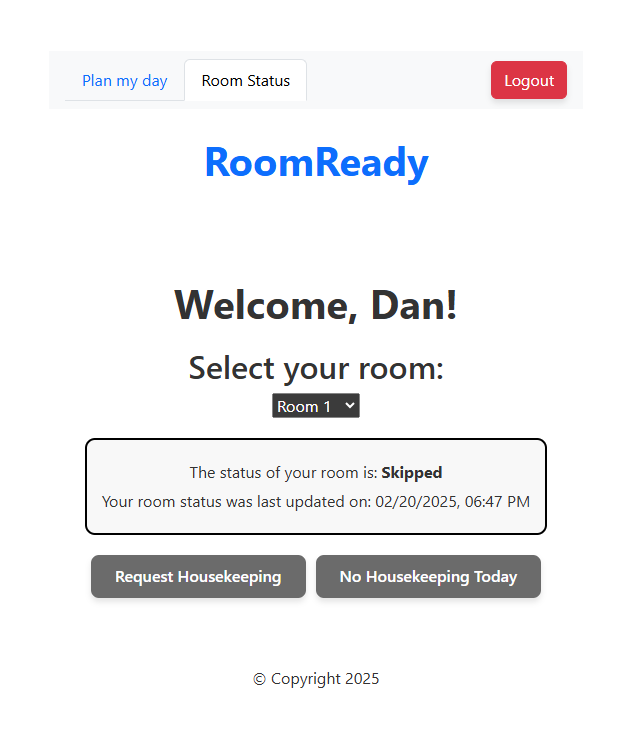 Plan my day Room Status Logout
RoomReady
Welcome, Dan!
Select your room:
Room 1
The status of your room is: Skipped
Your room status was last updated on: 02/20/2025, 06:47 PM
Request Housekeeping No Housekeeping Today
© Copyright 2025